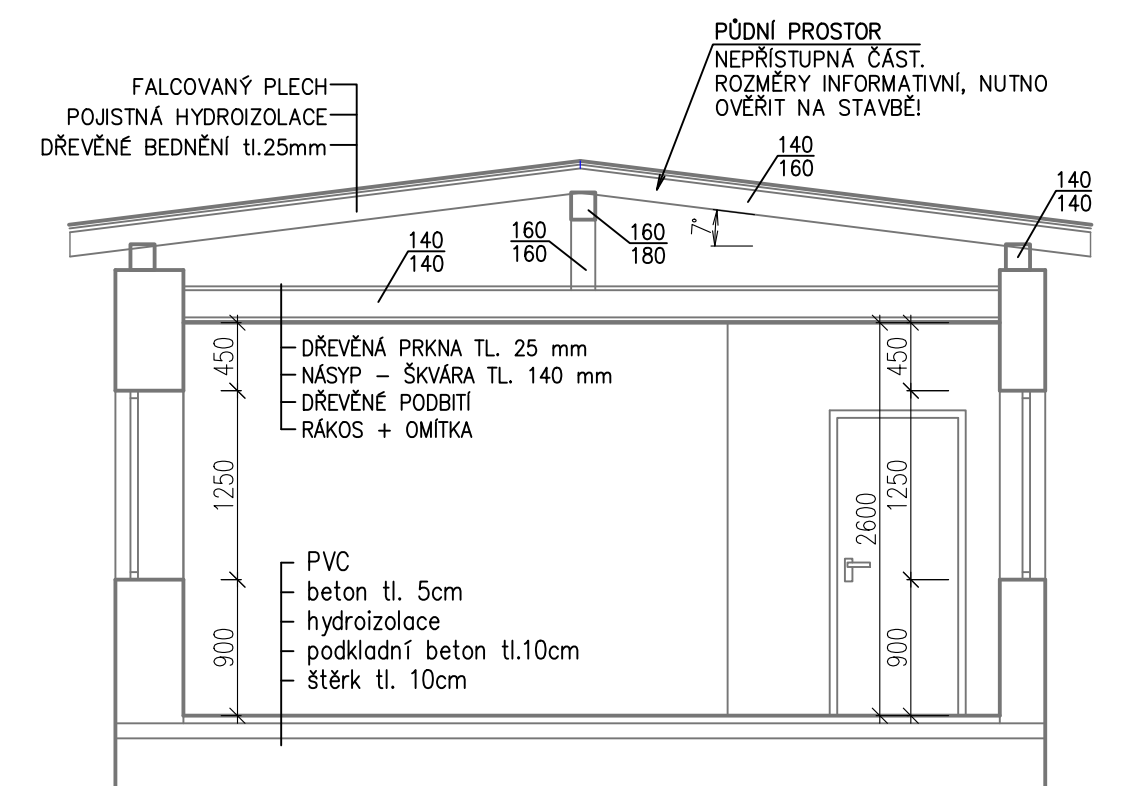 PŮDNÍ PROSTOR
NEPŘÍSTUPNÁ ČÁST.
ROZMĚRY INFORMATIVNÍ, NUTNO
OVĚŘIT NA STAVBĚ!
FALCOVANÝ PLECH
POJISTNÁ HYDROIZOLACE
DŘEVĚNÉ BEDNĚNÍ tl.25mm
140
160
140
140
7°
160
160
160
180
140
140
DŘEVĚNÁ PRKNA TL. 25 mm
NÁSYP – ŠKVÁRA TL. 140 mm
DŘEVĚNÉ PODBITÍ
RÁKOS + OMÍTKA
450
1250
900
450
1250
900
2600
PVC
beton tl. 5cm
hydroizolace
podkladní beton tl.10cm
štěrk tl. 10cm